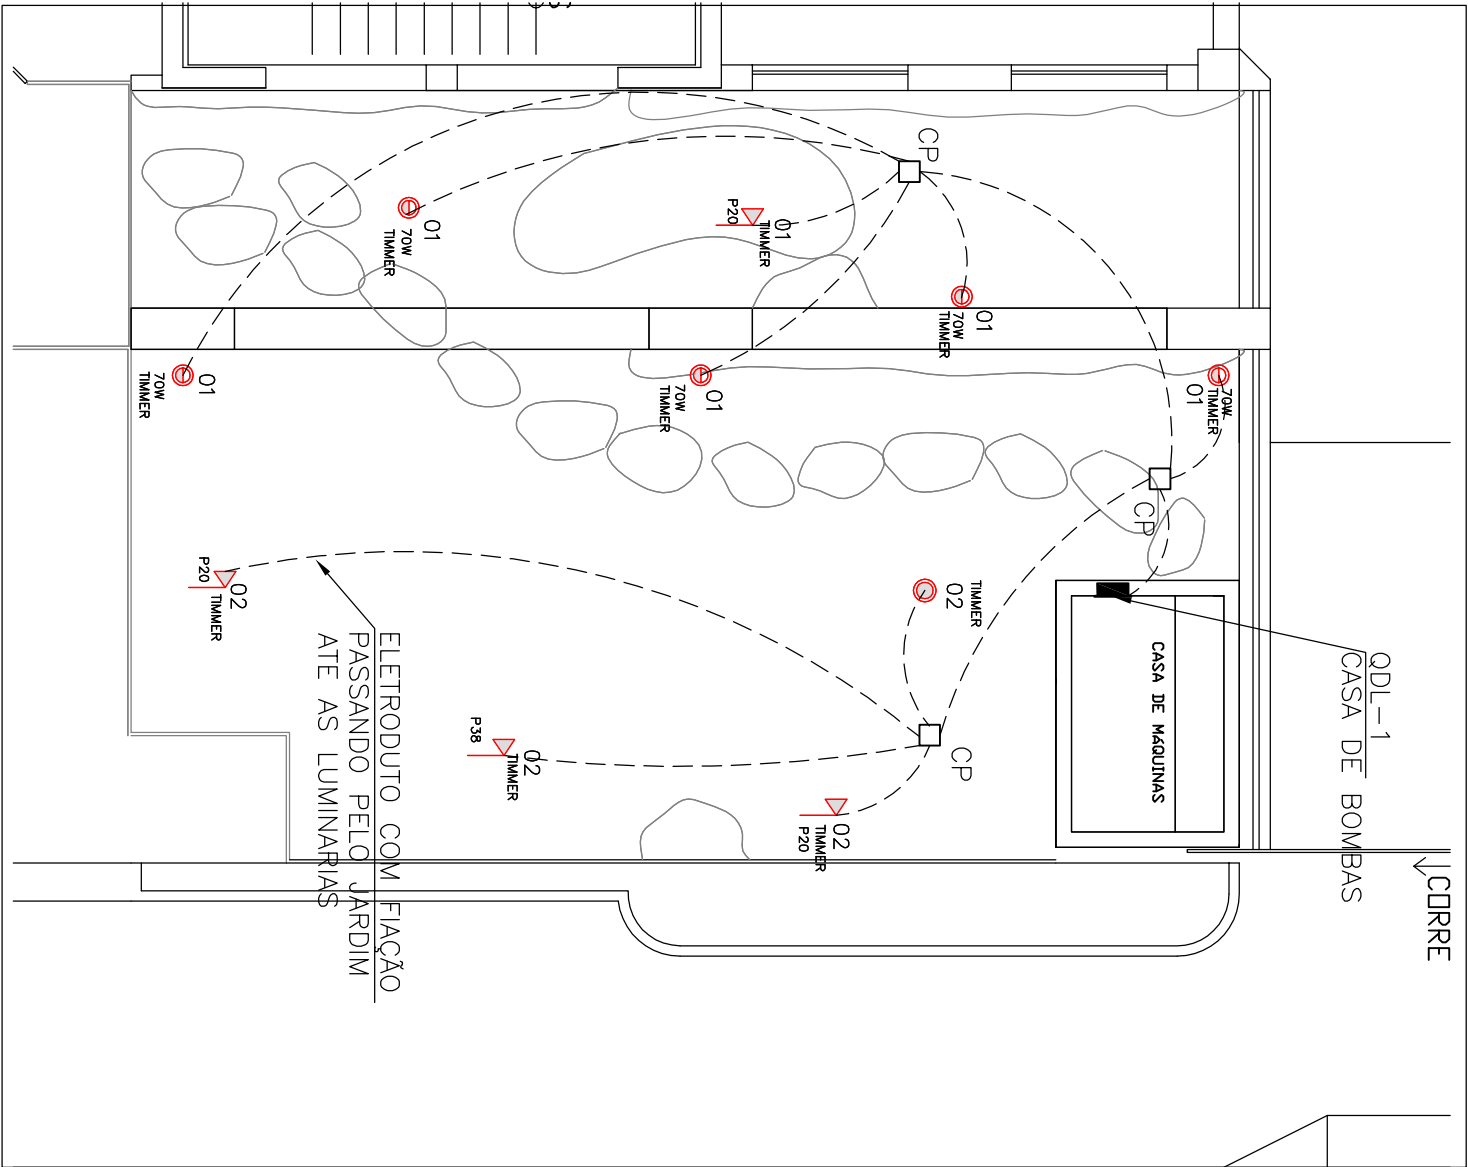 CP
01
TIMMER
P20
01
70W
TIMMER
01
70W
TIMMER
01
70W
TIMMER
01
70W
TIMMER
70W
TIMMER
01
CP
QDL-1
CASA DE BOMBAS
CASA DE MÁQUINAS
TIMMER
02
CP
02
TIMMER
P20
02
TIMMER
P38
02
TIMMER
P20
ELETRODUTO COM FIAÇÃO
PASSANDO PELO JARDIM
ATE AS LUMINARIAS
CORRE